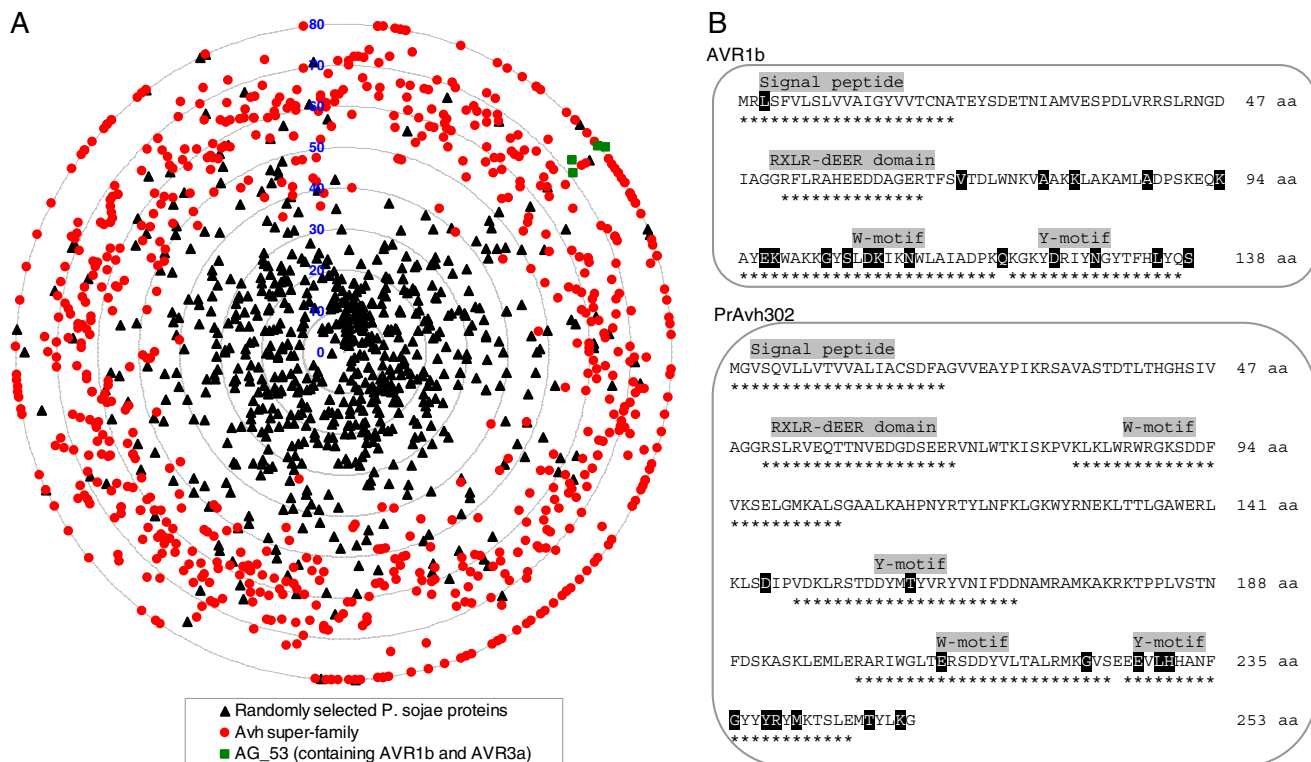 A
80
70
60
50
40
30
20
10
0
▲ Randomly selected P. sojae proteins
● Avh super-family
■ AG_53 (containing AVR1b and AVR3a)
B
AVR1b
Signal peptide
MRLSFVLSLVVAIGYVVTCNATEYSDETNIAMVESPDLVRRSLRNGD 47 aa
*********************
RXLR-dEER domain
IAGGRFLRAHEEDDAGERTFSVTDLWNKVAAKKLAKAMLADPSKEQK 94 aa
**************
W-motif Y-motif
AYEKWAKKGYSLDKIKNWLAIADPKQKGKYDRIYNGYTFHLYQS 138 aa
************************* *****************
PrAvh302
Signal peptide
MGVSQVLLVTVVALIACSDFAGVVEAYPIKRSAVASTDTLTHGHSIV 47 aa
*********************
RXLR-dEER domain W-motif
AGGRSLRVEQTTNVEDGDSEERVNLWTKISKPVKLKLWRWRGKSDDF 94 aa
******************* **************
VKSELGMKALSGAALKAHPNYRTYLNFKLGKWYRNEKLTTLGAWERL 141 aa
***********
Y-motif
KLSDIPVDKLRSTDDYMTYVRYVNIFDDNAMRAMKAKRKTPPLVSTN 188 aa
**********************
W-motif Y-motif
FDSKASKLEMLERARIWGLTERSDDYVLTALRMKGVSEEEVLHHANF 235 aa
************************* *********
GYYYRYMKTSLEMTYLKG 253 aa
************